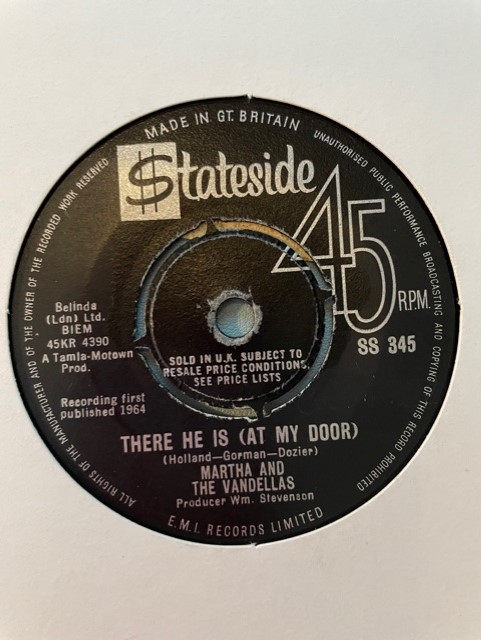 MADE IN GT. BRITAIN
UNAUTHORISED PUBLIC PERFORMANCE BROADCASTING AND COPYING OF THIS RECORD PROHIBITED
ALL RIGHTS OF THE MANUFACTURER AND OF THE OWNER OF THE RECORDED WORK RESERVED
$tateside
45
R.P.M.
SS 345
Belinda
(Ldn) Ltd.
BIEM
45KR 4390
A Tamla-Motown
Prod.
SOLD IN U.K. SUBJECT TO
RESALE PRICE CONDITIONS,
SEE PRICE LISTS
Recording first
published 1964
THERE HE IS (AT MY DOOR)
(Holland—Gorman—Dozier)
MARTHA AND
THE VANDELLAS
Producer Wm. Stevenson
E.M.I. RECORDS LIMITED